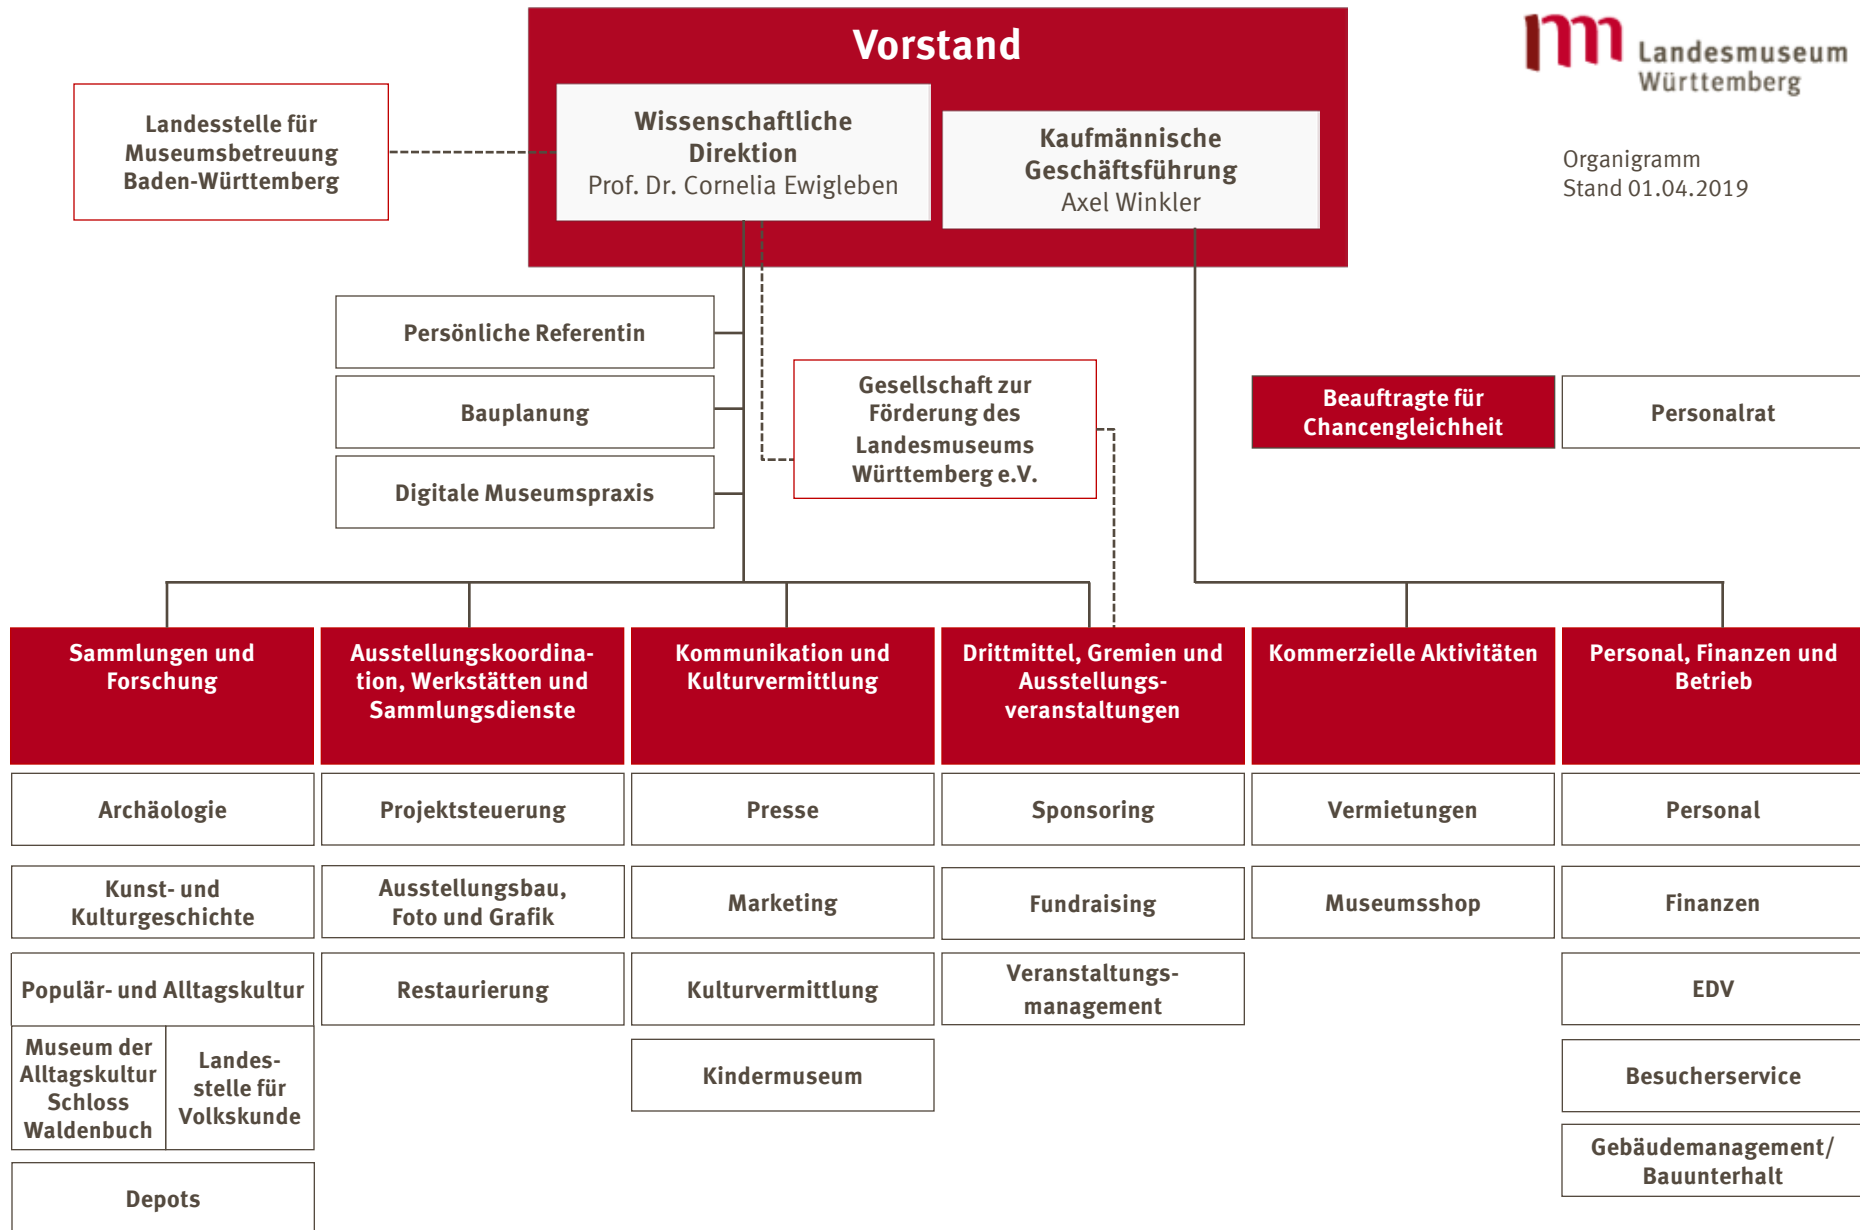 Vorstand
Landesmuseum
Württemberg
Organigramm
Stand 01.04.2019
Landesstelle für
Museumsbetreuung
Baden-Württemberg
Wissenschaftliche
Direktion
Prof. Dr. Cornelia Ewigleben
Kaufmännische
Geschäftsführung
Axel Winkler
Persönliche Referentin
Bauplanung
Digitale Museumspraxis
Gesellschaft zur
Förderung des
Landesmuseums
Württemberg e.V.
Beauftragte für
Chancengleichheit
Personalrat
Sammlungen und
Forschung
Archäologie
Kunst- und
Kulturgeschichte
Populär- und Alltagskultur
Museum der
Alltagskultur
Schloss
Waldenbuch
Landes-
stelle für
Volkskunde
Depots
Ausstellungskoordina-
tion, Werkstätten und
Sammlungsdienste
Projektsteuerung
Ausstellungsbau,
Foto und Grafik
Restaurierung
Kommunikation und
Kulturvermittlung
Presse
Marketing
Kulturvermittlung
Kindermuseum
Drittmittel, Gremien und
Ausstellungs-
veranstaltungen
Sponsoring
Fundraising
Veranstaltungs-
management
Kommerzielle Aktivitäten
Vermietungen
Museumsshop
Personal, Finanzen und
Betrieb
Personal
Finanzen
EDV
Besucherservice
Gebäudemanagement/
Bauunterhalt